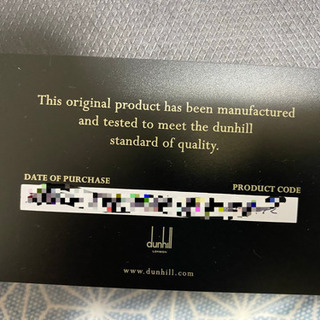 This original product has been manufactured
and tested to meet the dunhill
standard of quality.
DATE OF PURCHASE PRODUCT CODE
dunhill
LONDON
www.dunhill.com